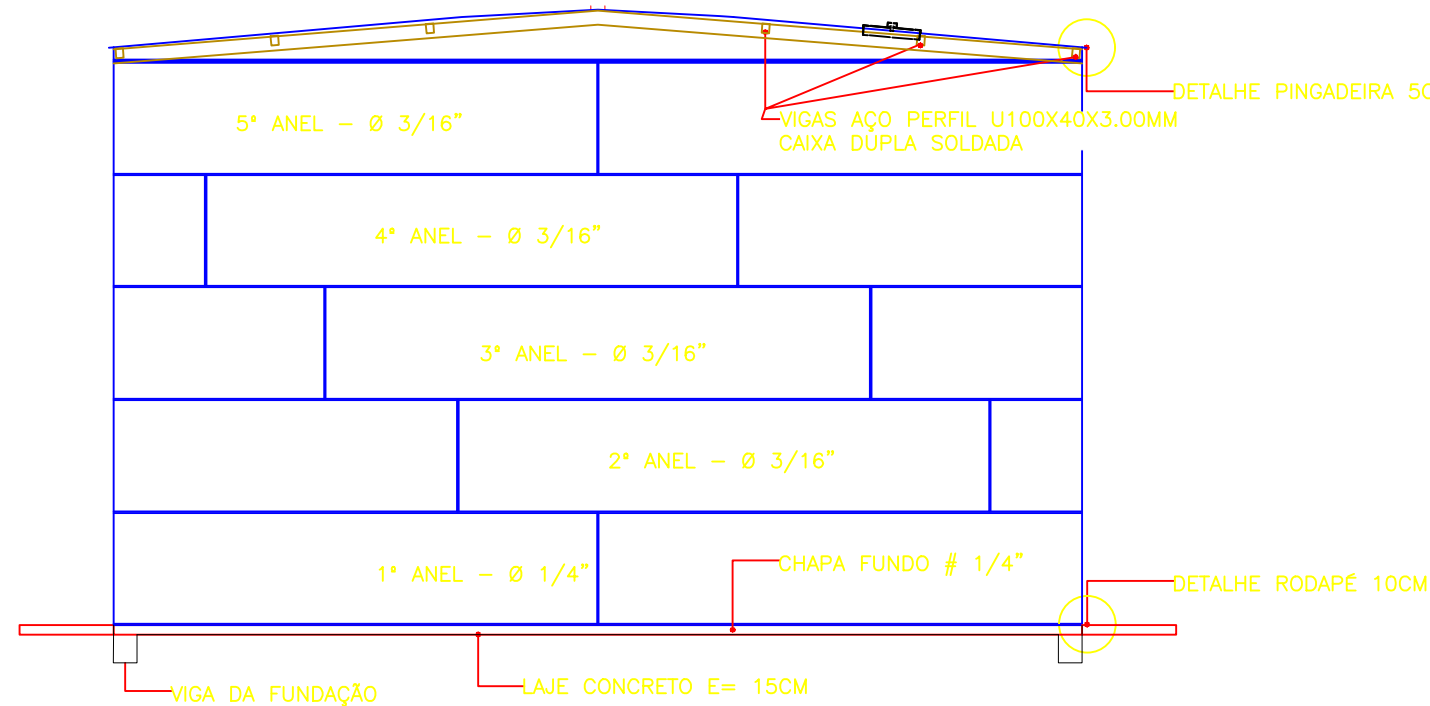 DETALHE PINGADEIRA 5
VIGAS AÇO PERFIL U100X40X3.00MM
CAIXA DUPLA SOLDADA
5° ANEL - Ø 3/16”
4° ANEL - Ø 3/16”
3° ANEL - Ø 3/16”
2° ANEL - Ø 3/16”
1° ANEL - Ø 1/4”
CHAPA FUNDO # 1/4”
DETALHE RODAPÉ 10CM
VIGA DA FUNDAÇÃO
LAJE CONCRETO E= 15CM